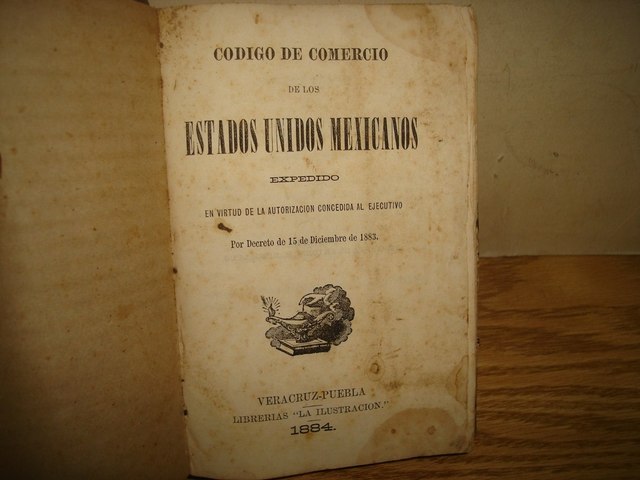 CODIGO DE COMERCIO
DE LOS
ESTADOS UNIDOS MEXICANOS
EXPEDIDO
EN VIRTUD DE LA AUTORIZACION CONCEDIDA AL EJECUTIVO
Por Decreto de 15 de Diciembre de 1883.
VERACRUZ-PUEBLA
LIBRERIAS "LA ILUSTRACION."
1884.